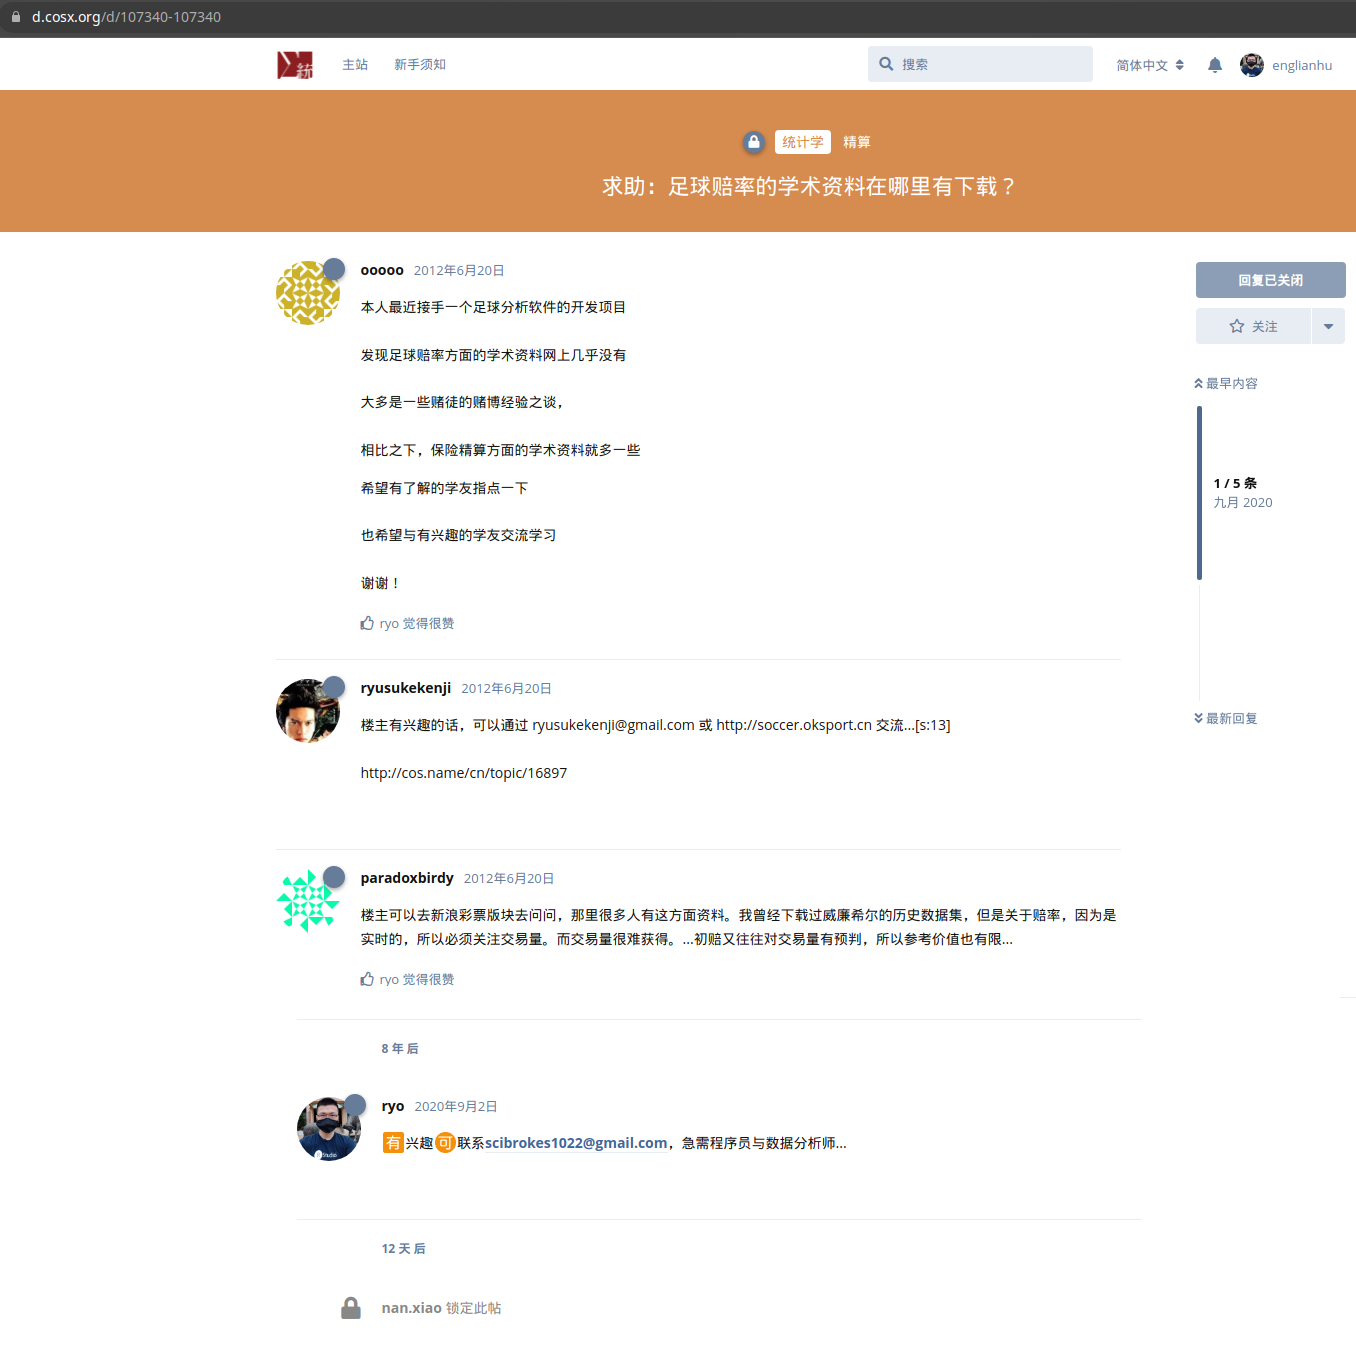 d.cosx.org/d/107340-107340
统
主站
新手须知
搜索
简体中文
englianhu
统计学
精算
求助：足球赔率的学术资料在哪里有下载？
ooooo 2012年6月20日
本人最近接手一个足球分析软件的开发项目
发现足球赔率方面的学术资料网上几乎没有
大多是一些赌徒的赌博经验之谈，
相比之下，保险精算方面的学术资料就多一些
希望有了解的学友指点一下
也希望与有兴趣的学友交流学习
谢谢！
ryo 觉得很赞
回复已关闭
关注
最早内容
1 / 5 条
九月 2020
最新回复
ryusukekenji 2012年6月20日
楼主有兴趣的话，可以通过 ryusukekenji@gmail.com 或 http://soccer.oksport.cn 交流...[s:13]
http://cos.name/cn/topic/16897
paradoxbirdy 2012年6月20日
楼主可以去新浪彩票版块去问问，那里很多人有这方面资料。我曾经下载过威廉希尔的历史数据集，但是关于赔率，因为是
实时的，所以必须关注交易量。而交易量很难获得。...初赔又往往对交易量有预判，所以参考价值也有限...
ryo 觉得很赞
8 年 后
ryo 2020年9月2日
有兴趣可联系scibrokes1022@gmail.com，急需程序员与数据分析师...
12 天 后
nan.xiao 锁定此帖